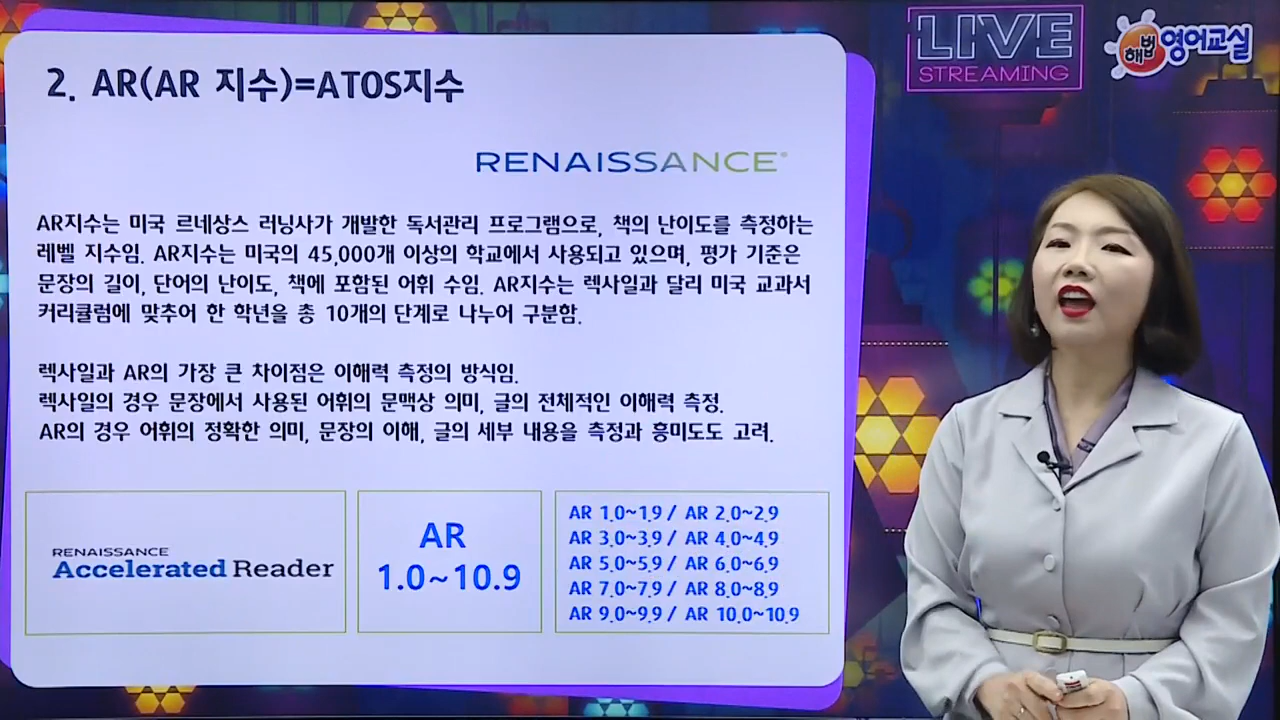 2. AR(AR 지수)=ATOS지수
LIVE
STREAMING
해법
영어교실
RENAISSANCE®
AR지수는 미국 르네상스 러닝사가 개발한 독서관리 프로그램으로, 책의 난이도를 측정하는
레벨 지수임. AR지수는 미국의 45,000개 이상의 학교에서 사용되고 있으며, 평가 기준은
문장의 길이, 단어의 난이도, 책에 포함된 어휘 수임. AR지수는 렉사일과 달리 미국 교과서
커리큘럼에 맞추어 한 학년을 총 10개의 단계로 나누어 구분함.
렉사일과 AR의 가장 큰 차이점은 이해력 측정의 방식임.
렉사일의 경우 문장에서 사용된 어휘의 문맥상 의미, 글의 전체적인 이해력 측정.
AR의 경우 어휘의 정확한 의미, 문장의 이해, 글의 세부 내용을 측정과 흥미도도 고려.
RENAISSANCE
Accelerated Reader
AR
1.0~10.9
AR 1.0~1.9 / AR 2.0~2.9
AR 3.0~3.9 / AR 4.0~4.9
AR 5.0~5.9 / AR 6.0~6.9
AR 7.0~7.9 / AR 8.0~8.9
AR 9.0~9.9 / AR 10.0~10.9